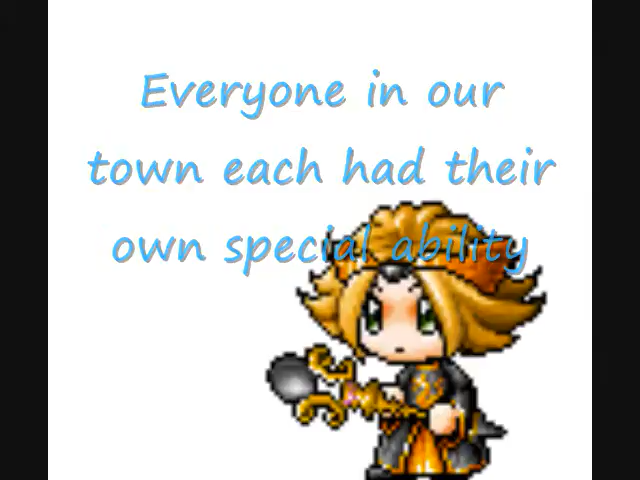 Everyone in our
town each had their
own special ability